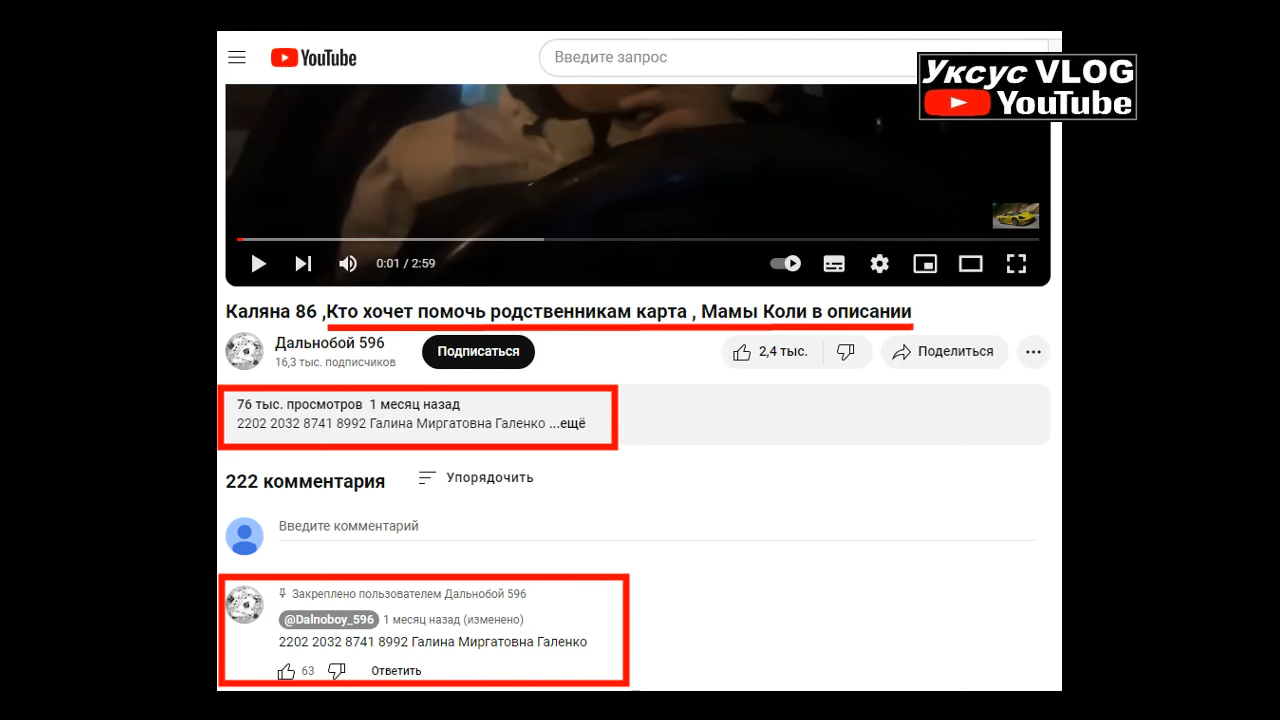 YouTube
Введите запрос
Уксус VLOG
YouTube
0:01 / 2:59
Каляна 86 ,Кто хочет помочь родственникам карта , Мамы Коли в описании
Дальнобой 596
16,3 тыс. подписчиков
Подписаться
2,4 тыс.
Поделиться
76 тыс. просмотров 1 месяц назад
2202 2032 8741 8992 Галина Миргатовна Галенко ...ещё
222 комментария
Упорядочить
Введите комментарий
Закреплено пользователем Дальнобой 596
@Dalnoboy_596 1 месяц назад (изменено)
2202 2032 8741 8992 Галина Миргатовна Галенко
63
Ответить